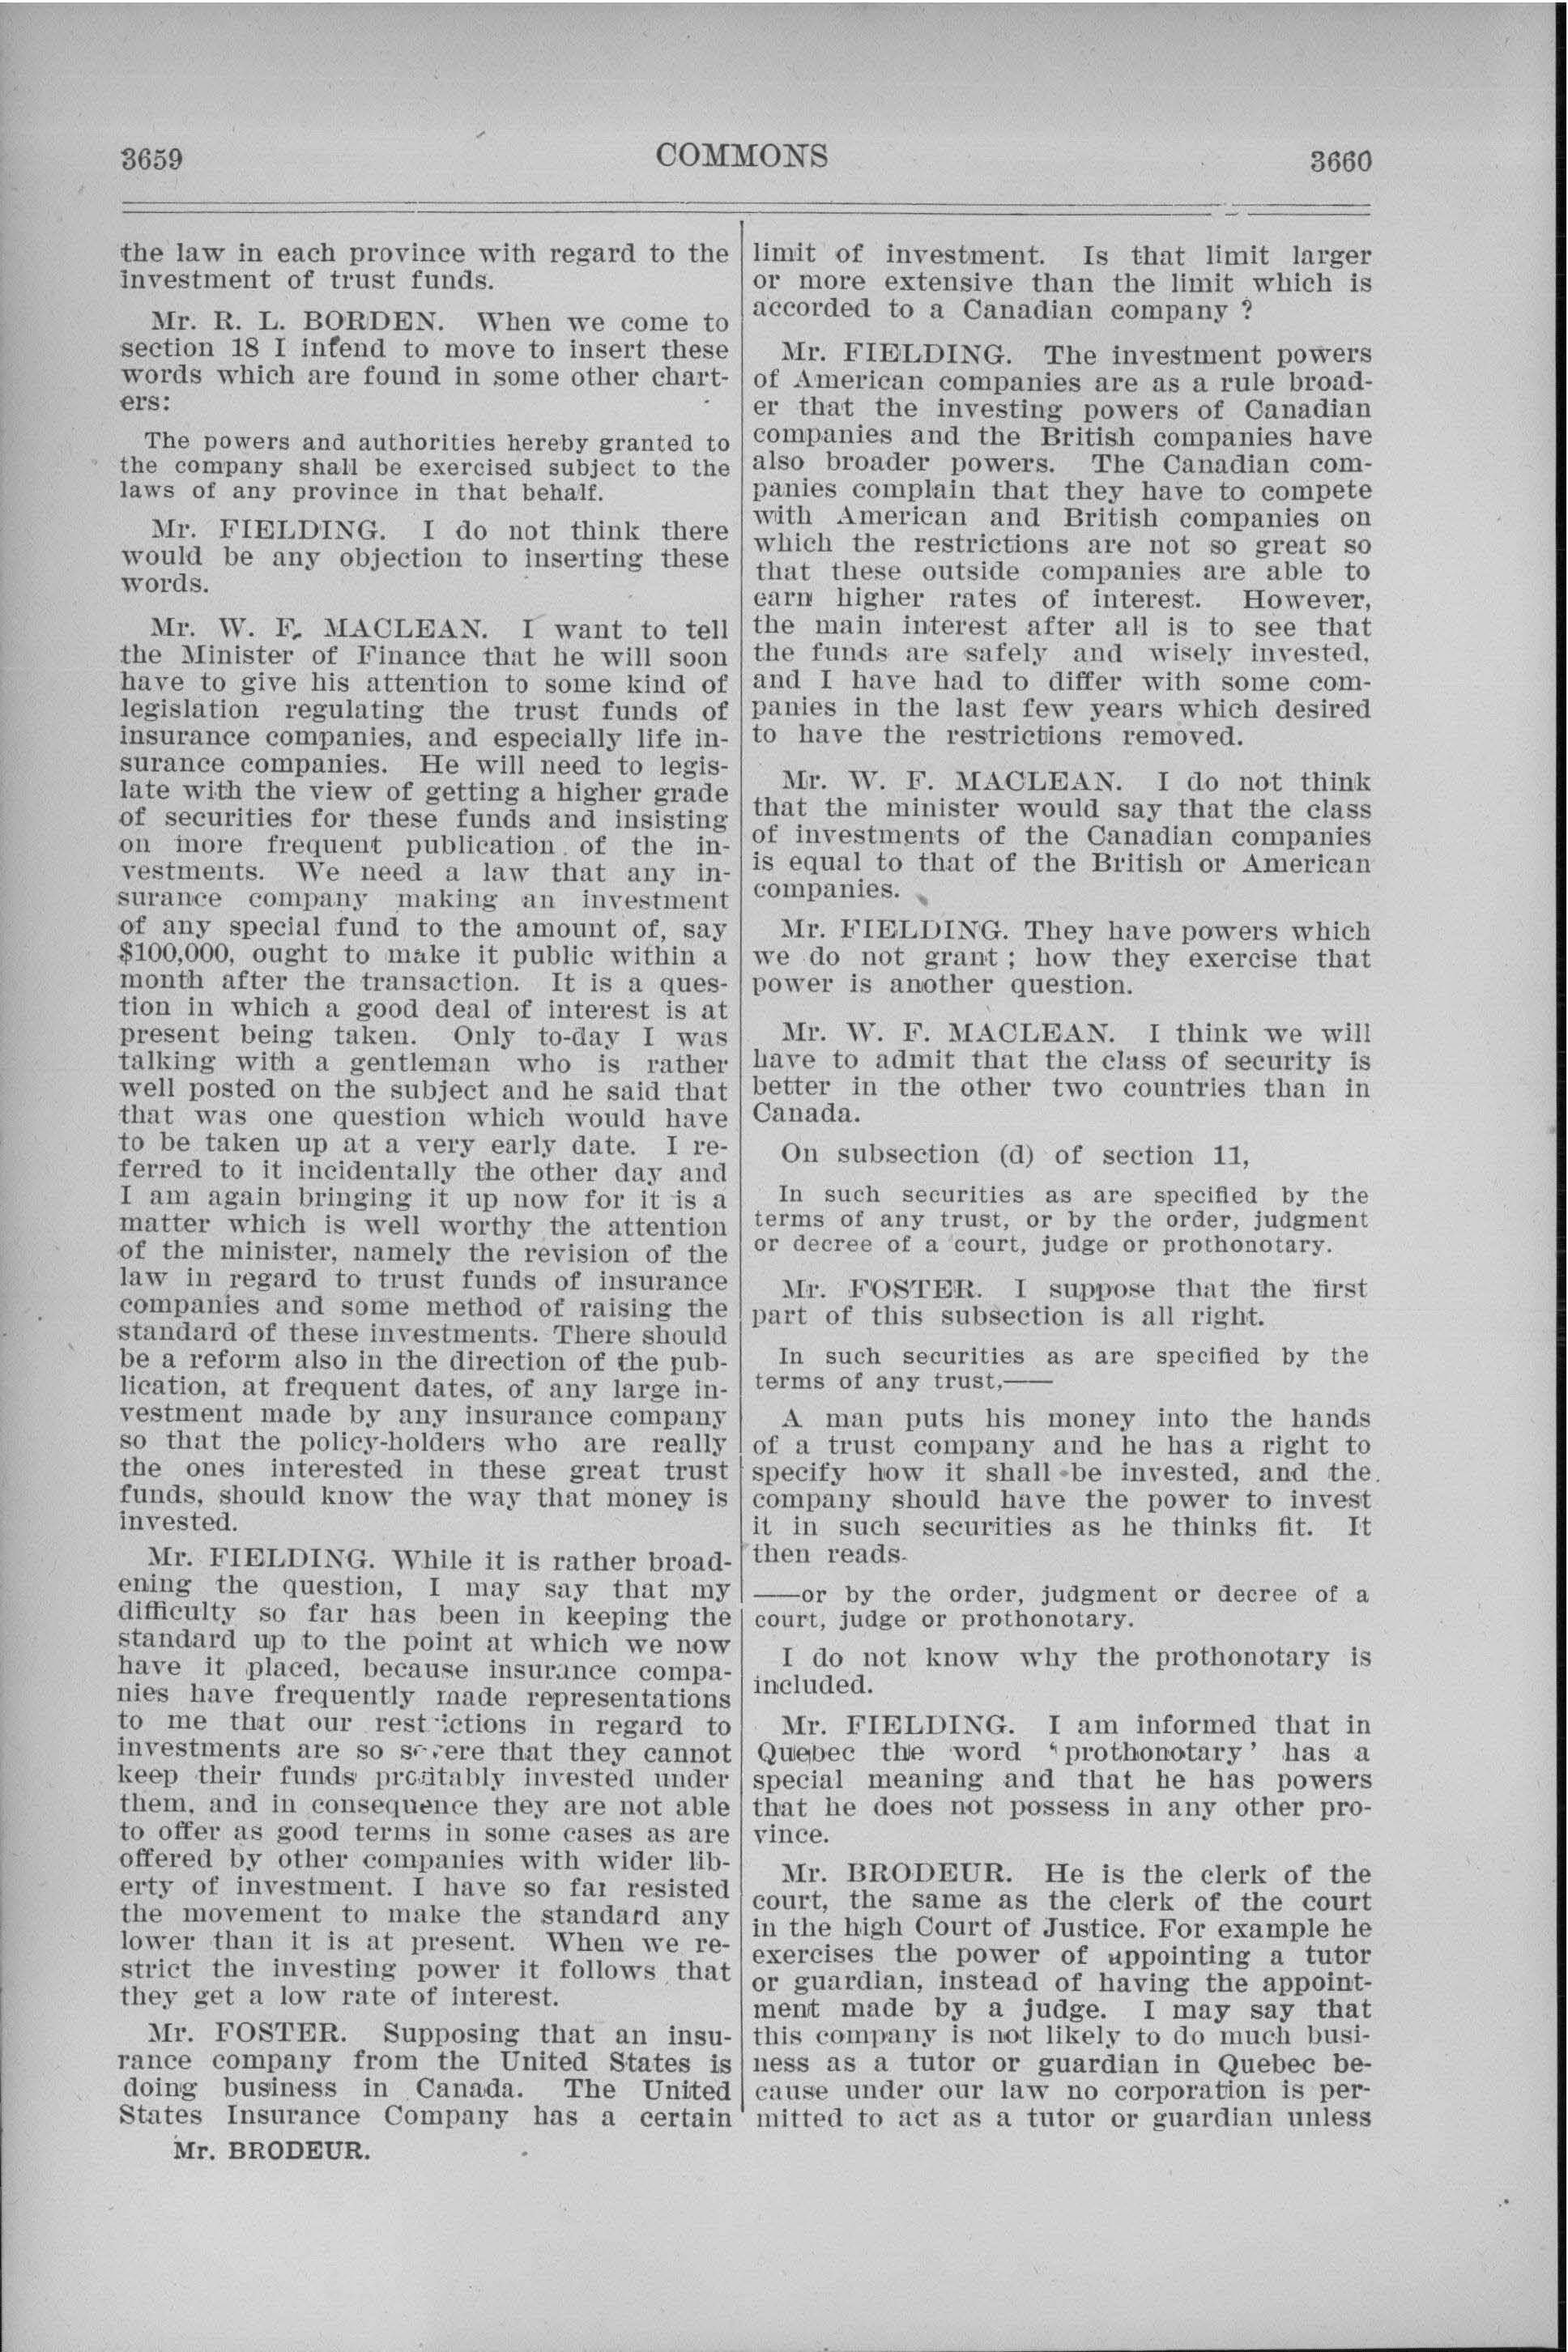 3659
COMMONS
3660
the law in each province with regard to the
investment of trust funds.
Mr. R. L. BORDEN. When we come to
section 18 I intend to move to insert these
words which are found in some other chart-
ers:
The powers and authorities hereby granted to
the company shall be exercised subject to the
laws of any province in that behalf.
Mr. FIELDING. I do not think there
would be any objection to inserting these
words.
Mr. W. F. MACLEAN. I want to tell
the Minister of Finance that he will soon
have to give his attention to some kind of
legislation regulating the trust funds of
insurance companies, and especially life in-
surance companies. He will need to legis-
late with the view of getting a higher grade
of securities for these funds and insisting
on more frequent publication of the in-
vestments. We need a law that any in-
surance company making an investment
of any special fund to the amount of, say
$100,000, ought to make it public within a
month after the transaction. It is a ques-
tion in which a good deal of interest is at
present being taken. Only to-day I was
talking with a gentleman who is rather
well posted on the subject and he said that
that was one question which would have
to be taken up at a very early date. I re-
ferred to it incidentally the other day and
I am again bringing it up now for it is a
matter which is well worthy the attention
of the minister, namely the revision of the
law in regard to trust funds of insurance
companies and some method of raising the
standard of these investments. There should
be a reform also in the direction of the pub-
lication, at frequent dates, of any large in-
vestment made by any insurance company
so that the policy-holders who are really
the ones interested in these great trust
funds, should know the way that money is
invested.
Mr. FIELDING. While it is rather broad-
ening the question, I may say that my
difficulty so far has been in keeping the
standard up to the point at which we now
have it placed, because insurance compa-
nies have frequently made representations
to me that our restrictions in regard to
investments are so severe that they cannot
keep their funds profitably invested under
them, and in consequence they are not able
to offer as good terms in some cases as are
offered by other companies with wider lib-
erty of investment. I have so far resisted
the movement to make the standard any
lower than it is at present. When we re-
strict the investing power it follows that
they get a low rate of interest.
Mr. FOSTER. Supposing that an insu-
rance company from the United States is
doing business in Canada. The United
States Insurance Company has a certain
Mr. BRODEUR.
limit of investment. Is that limit larger
or more extensive than the limit which is
accorded to a Canadian company ?
Mr. FIELDING. The investment powers
of American companies are as a rule broad-
er that the investing powers of Canadian
companies and the British companies have
also broader powers. The Canadian com-
panies complain that they have to compete
with American and British companies on
which the restrictions are not so great so
that these outside companies are able to
earn higher rates of interest. However,
the main interest after all is to see that
the funds are safely and wisely invested,
and I have had to differ with some com-
panies in the last few years which desired
to have the restrictions removed.
Mr. W. F. MACLEAN. I do not think
that the minister would say that the class
of investments of the Canadian companies
is equal to that of the British or American
companies.
Mr. FIELDING. They have powers which
we do not grant ; how they exercise that
power is another question.
Mr. W. F. MACLEAN. I think we will
have to admit that the class of security is
better in the other two countries than in
Canada.
On subsection (d) of section 11,
In such securities as are specified by the
terms of any trust, or by the order, judgment
or decree of a court, judge or prothonotary.
Mr. FOSTER. I suppose that the first
part of this subsection is all right.
In such securities as are specified by the
terms of any trust,——
A man puts his money into the hands
of a trust company and he has a right to
specify how it shall be invested, and the
company should have the power to invest
it in such securities as he thinks fit. It
then reads.
——or by the order, judgment or decree of a
court, judge or prothonotary.
I do not know why the prothonotary is
included.
Mr. FIELDING. I am informed that in
Quebec the word ‘prothonotary’ has a
special meaning and that he has powers
that he does not possess in any other pro-
vince.
Mr. BRODEUR. He is the clerk of the
court, the same as the clerk of the court
in the high Court of Justice. For example he
exercises the power of appointing a tutor
or guardian, instead of having the appoint-
ment made by a judge. I may say that
this company is not likely to do much busi-
ness as a tutor or guardian in Quebec be-
cause under our law no corporation is per-
mitted to act as a tutor or guardian unless